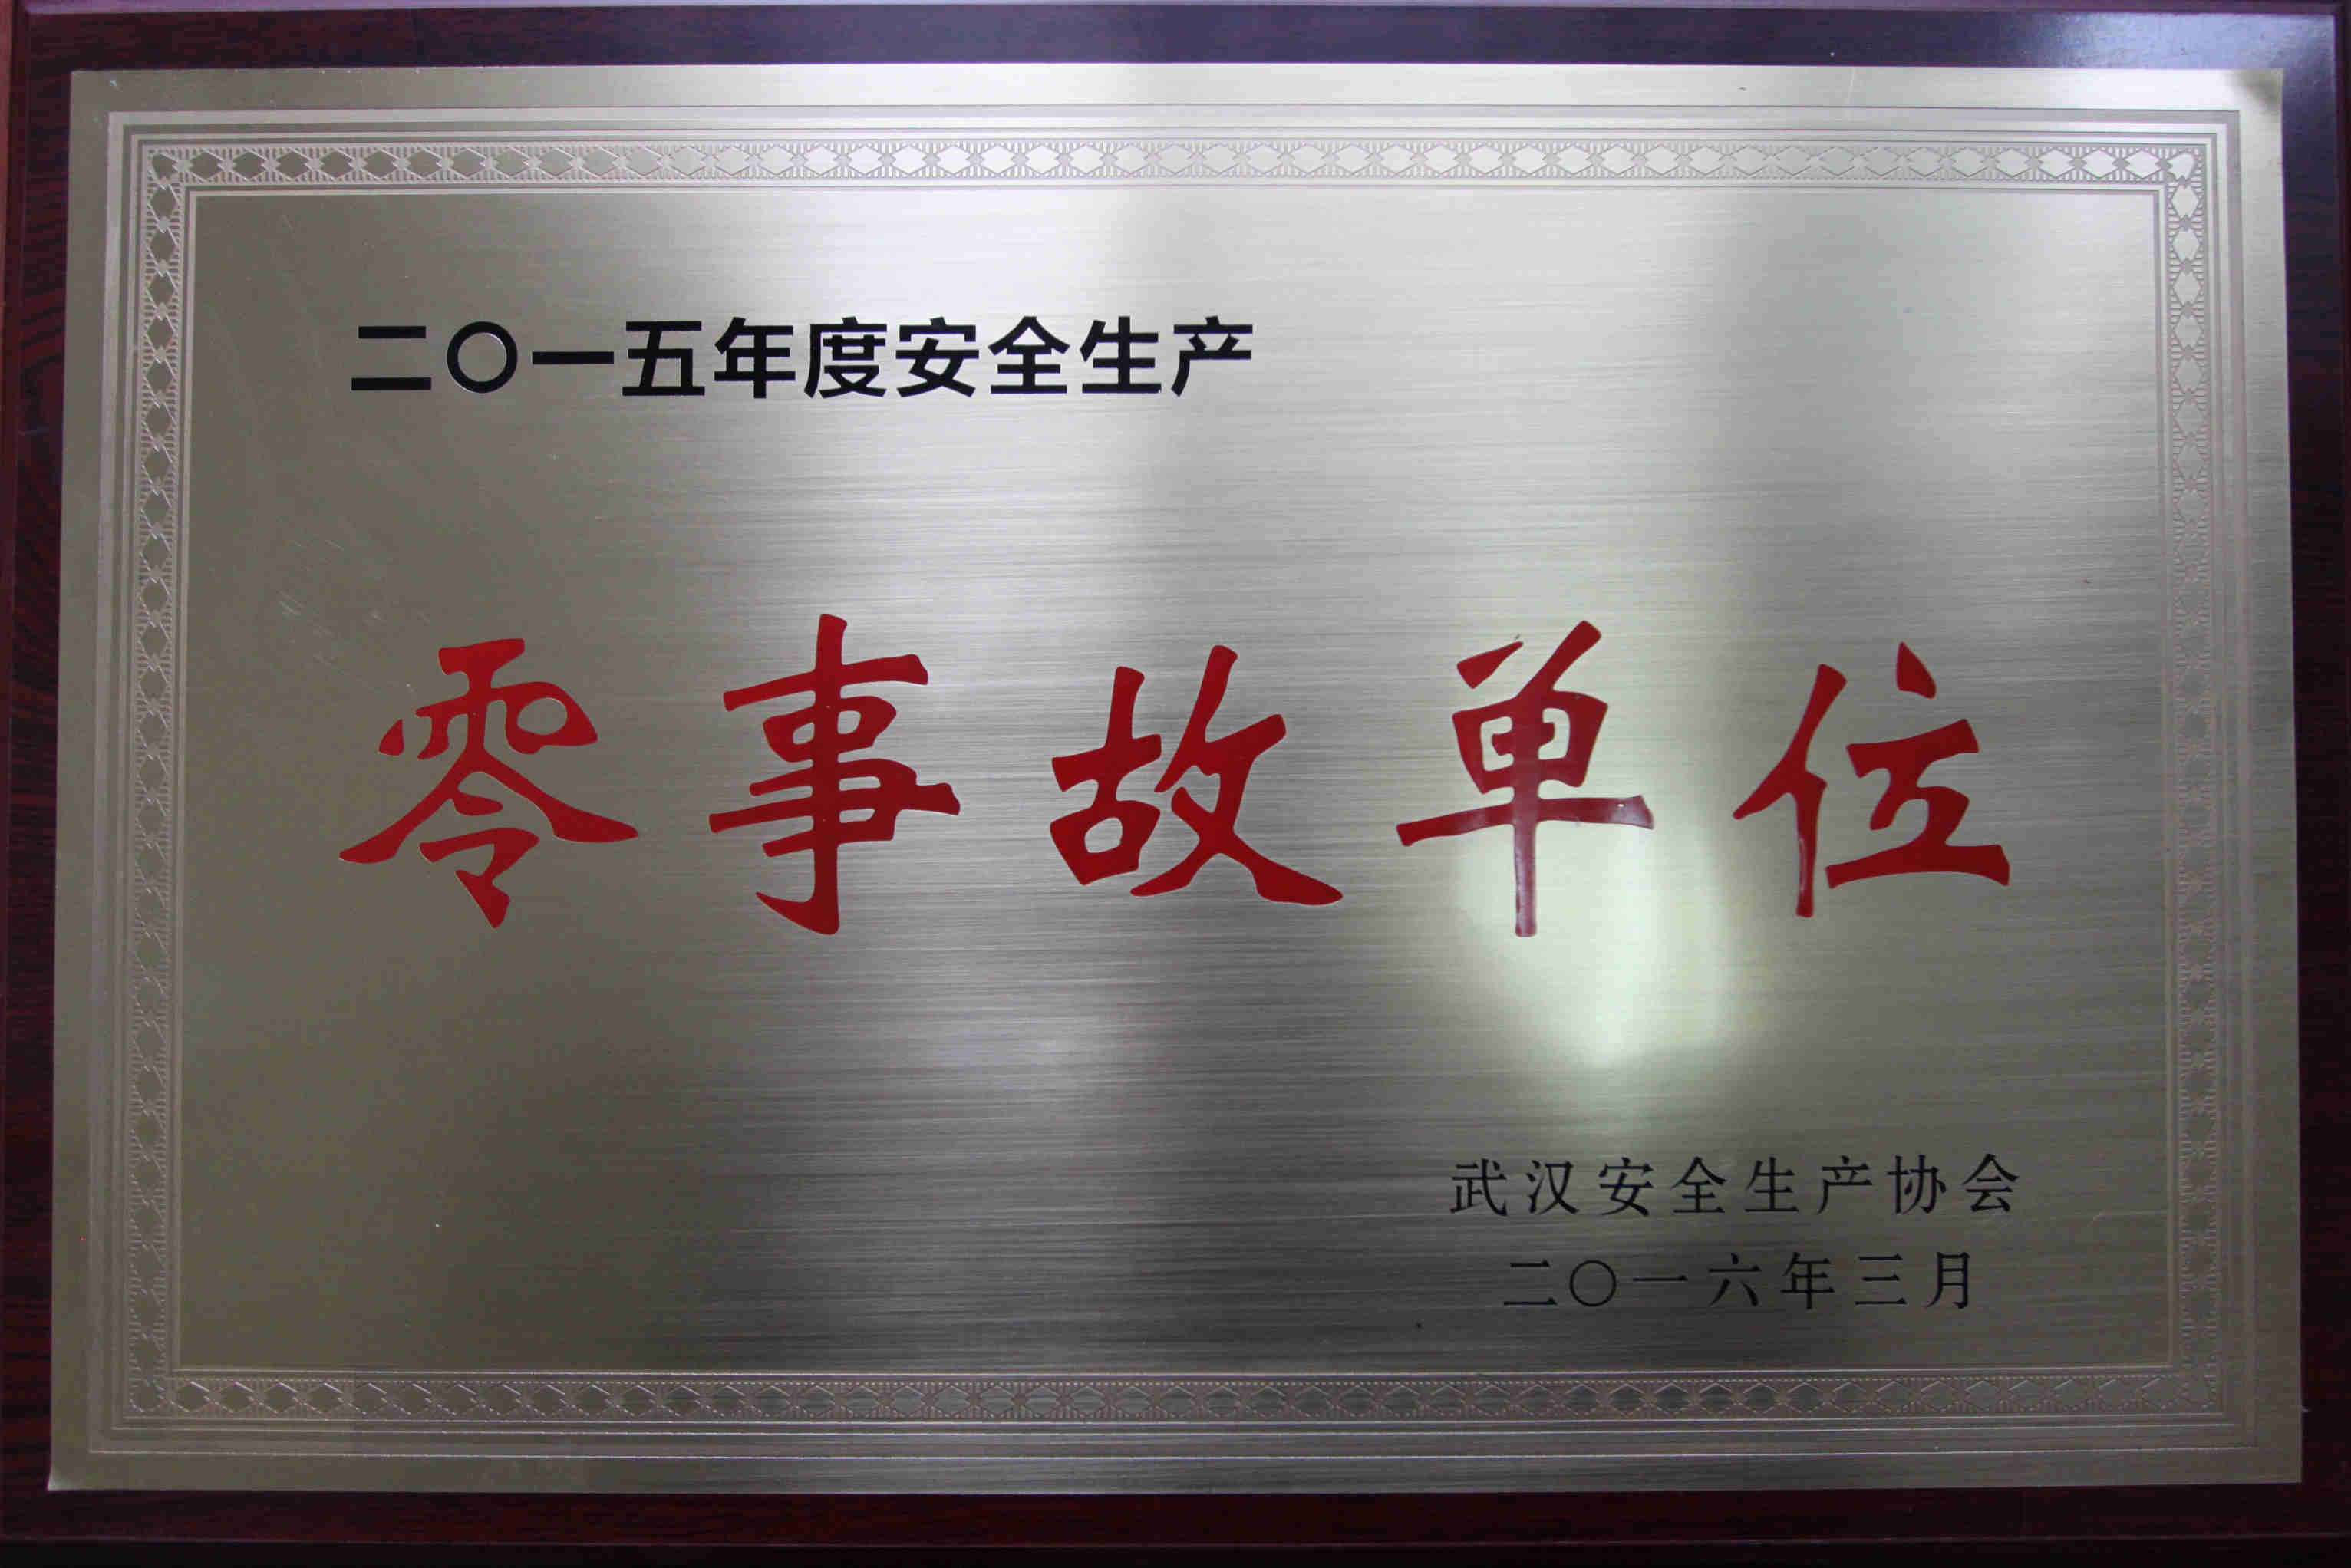 二〇一五年度安全生产
零事故单位
武汉安全生产协会
二〇一六年三月